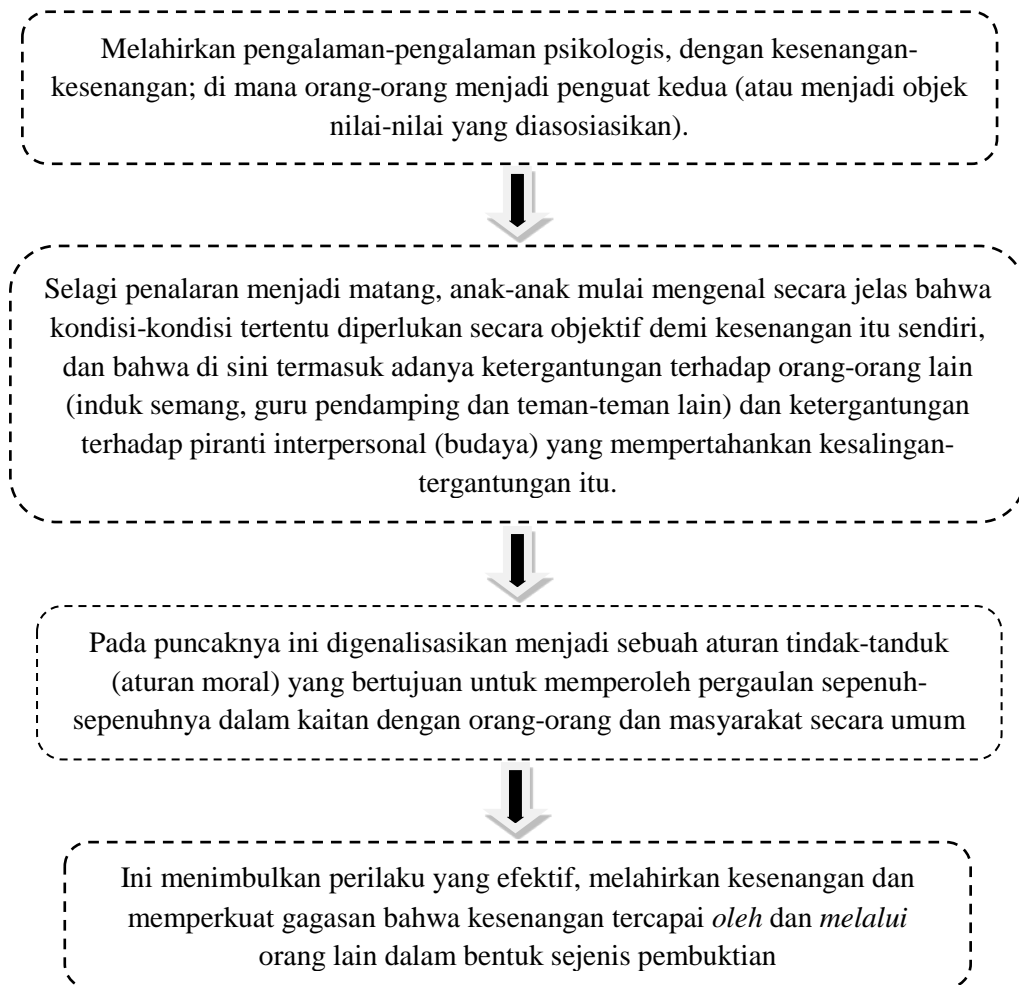 Melahirkan pengalaman-pengalaman psikologis, dengan kesenangan-
kesenangan; di mana orang-orang menjadi penguat kedua (atau menjadi objek
nilai-nilai yang diasosiasikan).
Selagi penalaran menjadi matang, anak-anak mulai mengenal secara jelas bahwa
kondisi-kondisi tertentu diperlukan secara objektif demi kesenangan itu sendiri,
dan bahwa di sini termasuk adanya ketergantungan terhadap orang-orang lain
(induk semang, guru pendamping dan teman-teman lain) dan ketergantungan
terhadap piranti interpersonal (budaya) yang mempertahankan kesalingan-
tergantungan itu.
Pada puncaknya ini digenalisasikan menjadi sebuah aturan tindak-tanduk
(aturan moral) yang bertujuan untuk memperoleh pergaulan sepenuh-
sepenuhnya dalam kaitan dengan orang-orang dan masyarakat secara umum
Ini menimbulkan perilaku yang efektif, melahirkan kesenangan dan
memperkuat gagasan bahwa kesenangan tercapai oleh dan melalui
orang lain dalam bentuk sejenis pembuktian